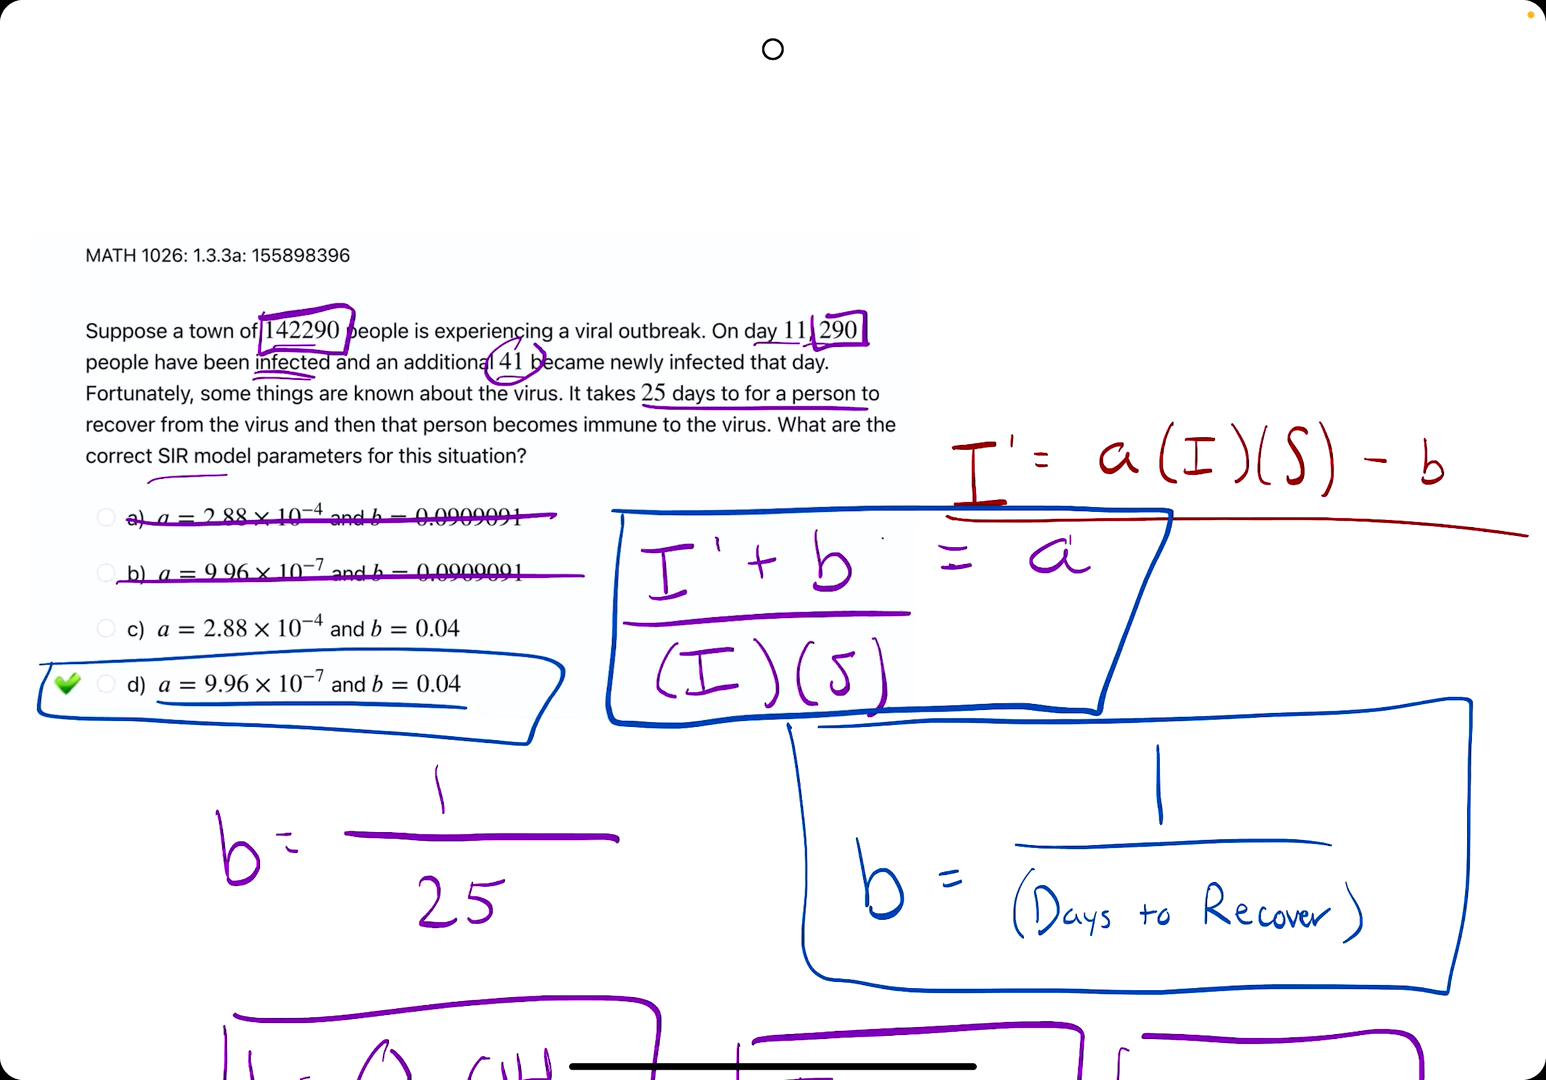 MATH 1026: 1.3.3a: 155898396
Suppose a town of 142290 people is experiencing a viral outbreak. On day 11, 290
people have been infected and an additional 41 became newly infected that day.
Fortunately, some things are known about the virus. It takes 25 days to for a person to
recover from the virus and then that person becomes immune to the virus. What are the
correct SIR model parameters for this situation?
I' = a (I)(S) - b
a) a = 2.88 × 10⁻⁴ and b = 0.0909091
b) a = 9.96 × 10⁻⁷ and b = 0.0909091
c) a = 2.88 × 10⁻⁴ and b = 0.04
d) a = 9.96 × 10⁻⁷ and b = 0.04
I' + b = a
(I)(S)
b = 1
25
b = 1
(Days to Recover)